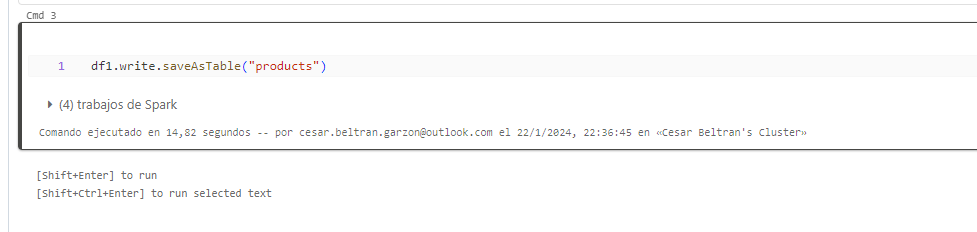 Cmd 3
1 df1.write.saveAsTable("products")
(4) trabajos de Spark
Comando ejecutado en 14,82 segundos -- por cesar.beltran.garzon@outlook.com el 22/1/2024, 22:36:45 en «Cesar Beltran's Cluster»
[Shift+Enter] to run
[Shift+Ctrl+Enter] to run selected text